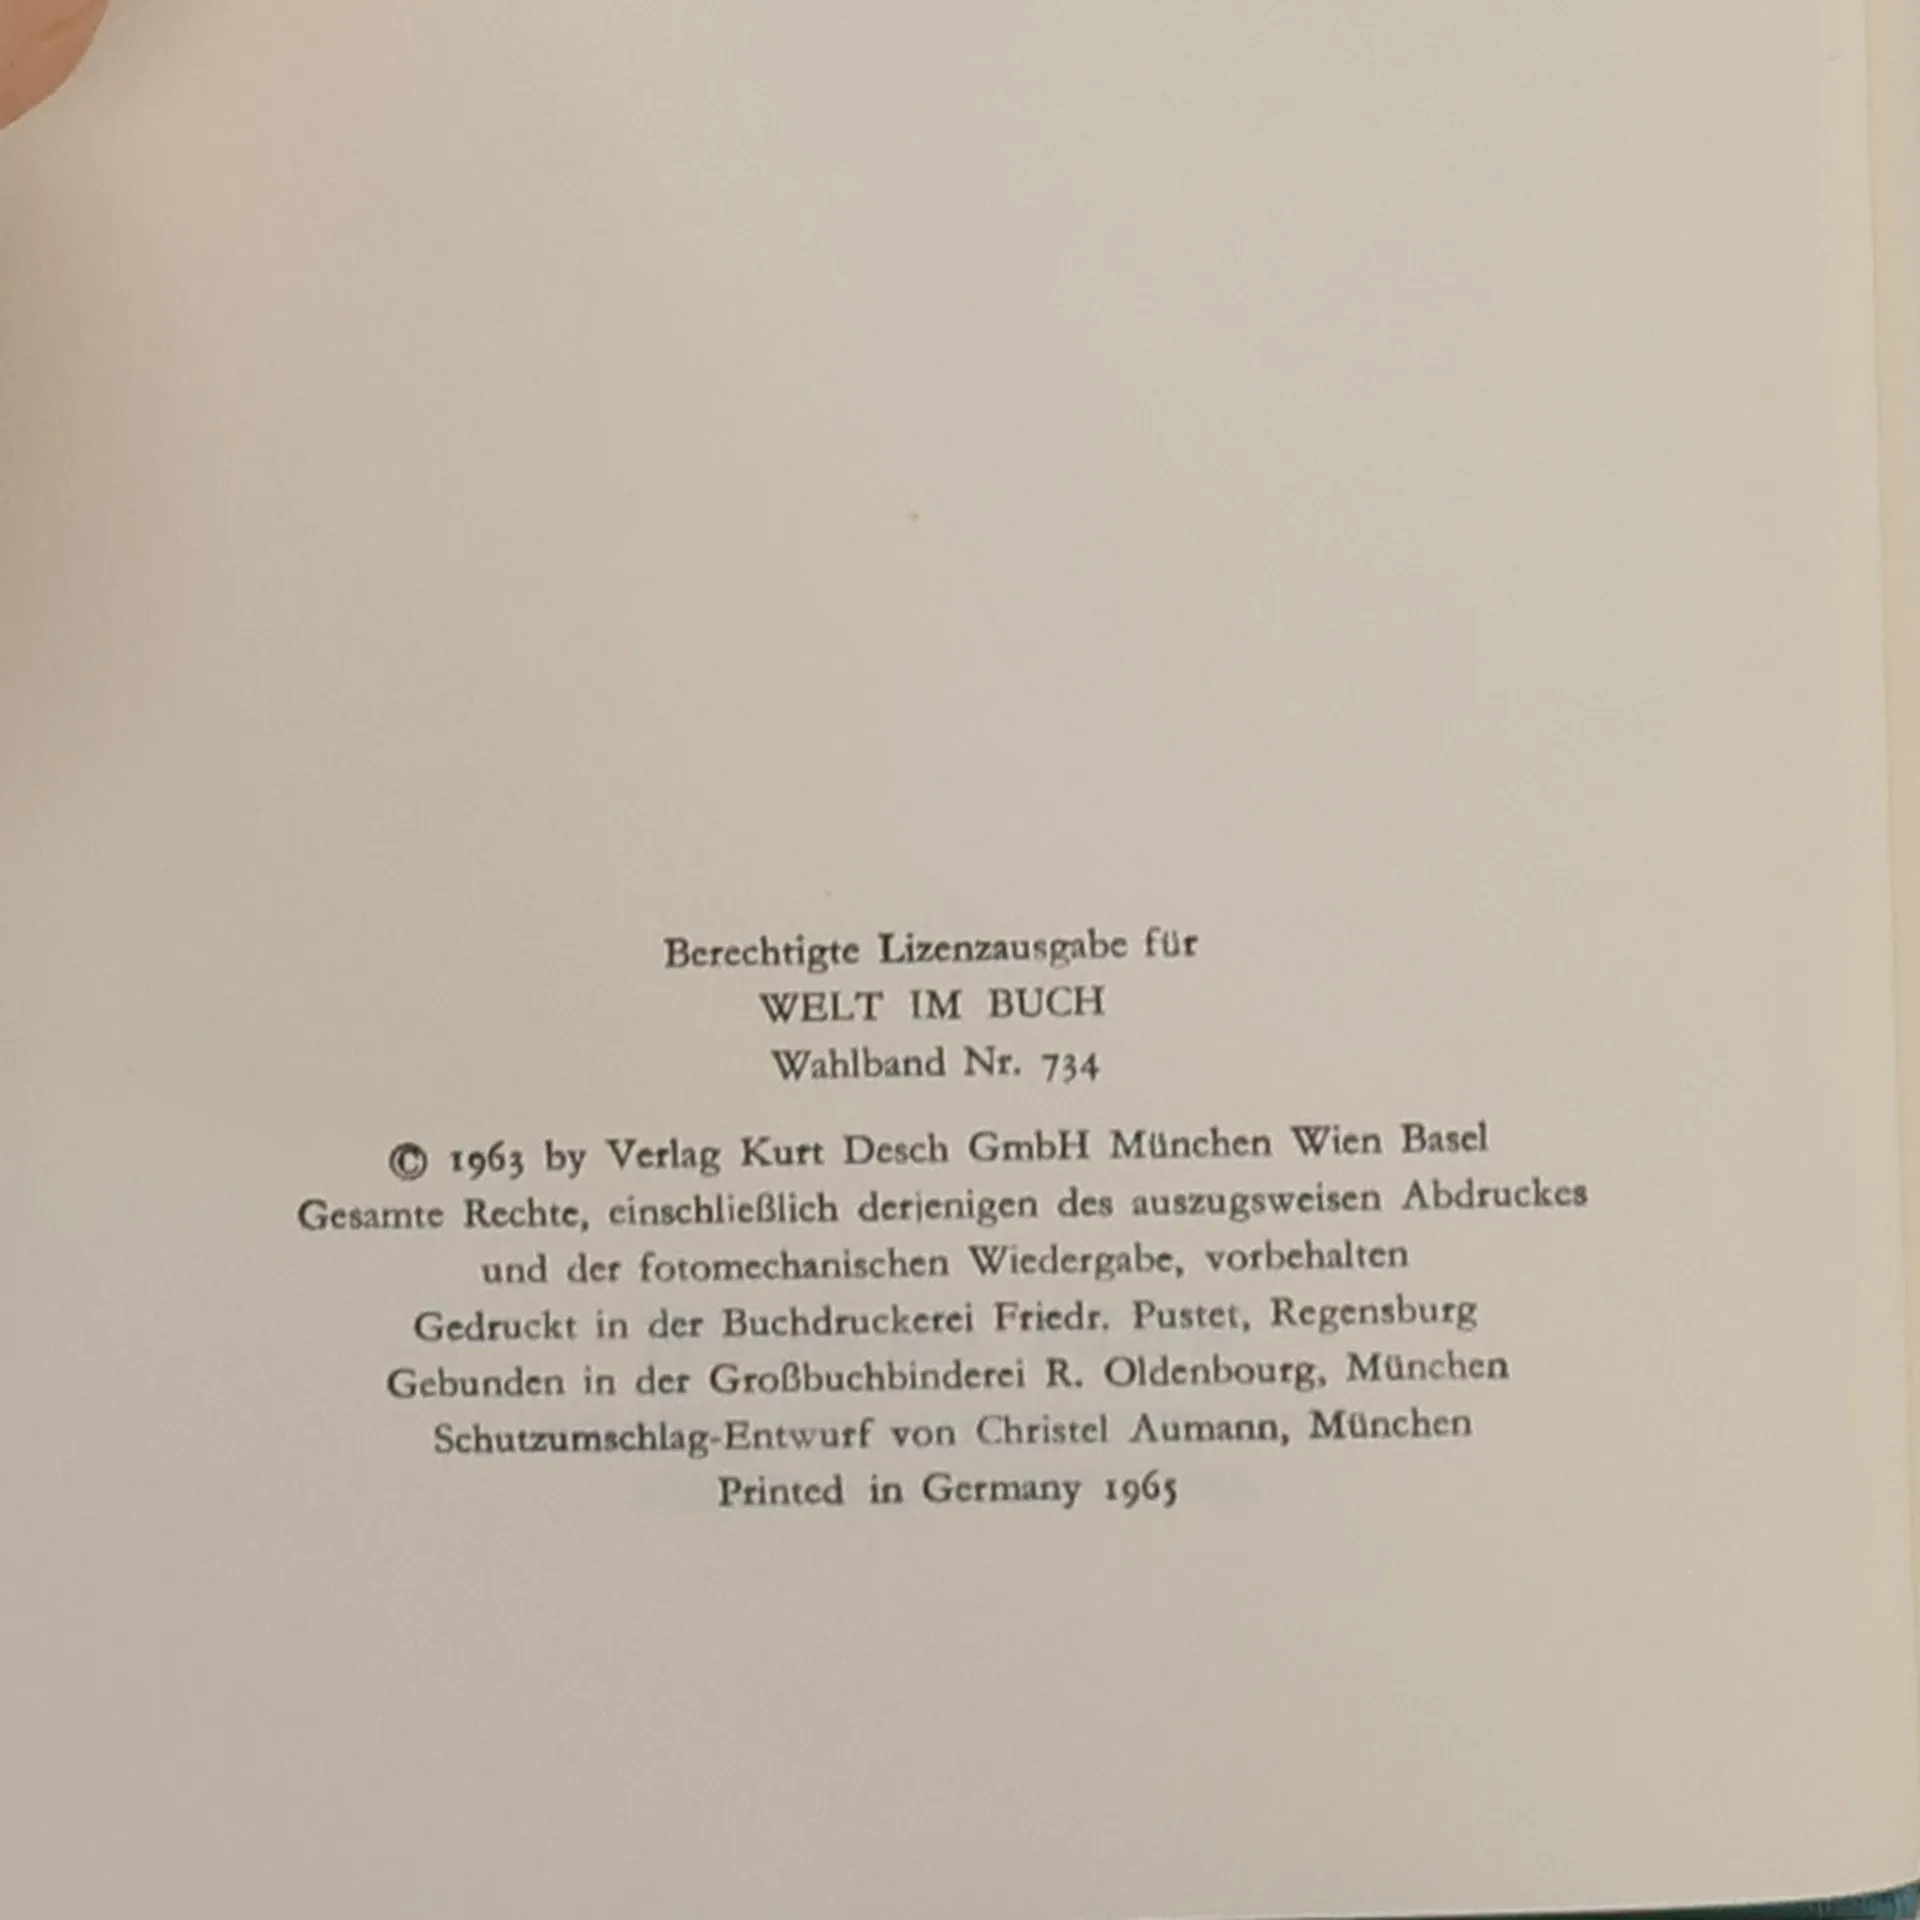 Berechtigte Lizenzausgabe für
WELT IM BUCH
Wahlband Nr. 734
© 1963 by Verlag Kurt Desch GmbH München Wien Basel
Gesamte Rechte, einschließlich derjenigen des auszugsweisen Abdruckes
und der fotomechanischen Wiedergabe, vorbehalten
Gedruckt in der Buchdruckerei Friedr. Pustet, Regensburg
Gebunden in der Großbuchbinderei R. Oldenbourg, München
Schutzumschlag-Entwurf von Christel Aumann, München
Printed in Germany 1965